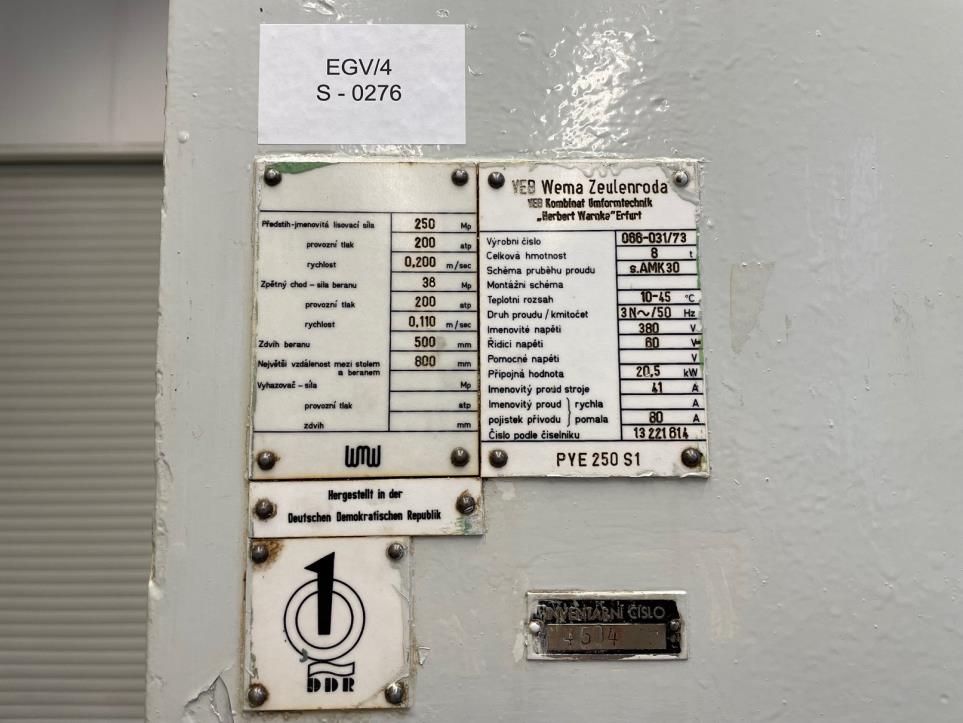 EGV/4
S - 0276
Předstih-jmenovitá lisovací síla 250 Mp
provozní tlak 200 atp
rychlost 0,200 m/sec
Zpětný chod - síla beranu 38 Mp
provozní tlak 200 atp
rychlost 0,110 m/sec
Zdvih beranu 500 mm
Největší vzdálenost mezi stolem
a beranem 800 mm
Vyhazovač - síla Mp
provozní tlak atp
zdvih mm
WMW
VEB Wema Zeulenroda
VEB Kombinat Umformtechnik
„Herbert Warnke" Erfurt
Výrobní číslo 066-031/73
Celková hmotnost 8 t
Schéma pruběhu proudu s.AMK30
Montážní schéma
Teplotní rozsah 10-45 °C
Druh proudu / kmitočet 3N~/50 Hz
Imenovité napětí 380 V
Řídicí napětí 60 V=
Pomocné napětí V
Připojná hodnota 20,5 kW
Imenovitý proud stroje 41 A
Imenovitý proud } rychla A
pojistek přívodu } pomala 80 A
Číslo podle číselniku 13 221 614
PYE 250 S1
Hergestellt in der
Deutschen Demokratischen Republik
1
DDR
INVENTÁRNÍ ČÍSLO
4504